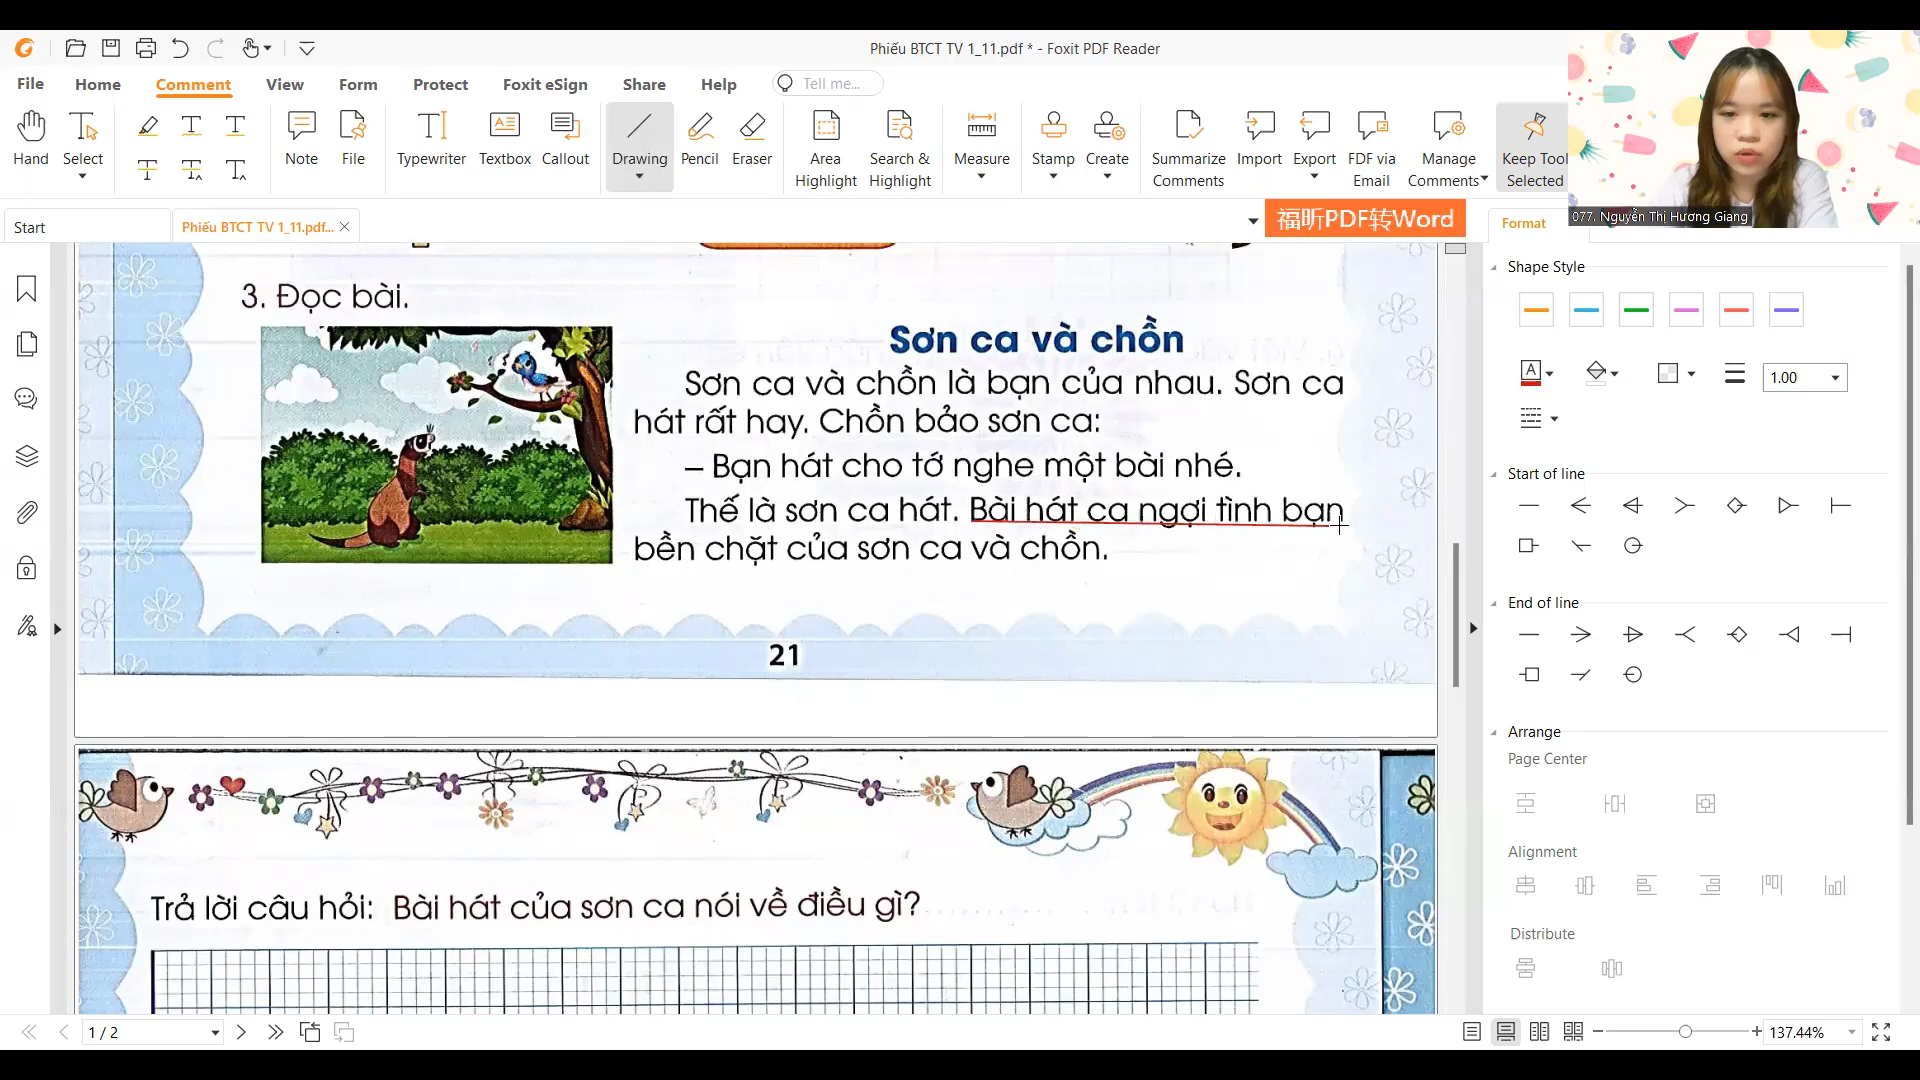 Phiếu BTCT TV 1_11.pdf * - Foxit PDF Reader
File Home Comment View Form Protect Foxit eSign Share Help Tell me...
Hand Select Note File Typewriter Textbox Callout Drawing Pencil Eraser Area Highlight Search & Highlight Measure Stamp Create Summarize Comments Import Export FDF via Email Manage Comments Keep Tool Selected
077. Nguyễn Thị Hương Giang
Start Phiếu BTCT TV 1_11.pdf... 福昕PDF转Word Format
3. Đọc bài.
Sơn ca và chồn
Sơn ca và chồn là bạn của nhau. Sơn ca
hát rất hay. Chồn bảo sơn ca:
– Bạn hát cho tớ nghe một bài nhé.
Thế là sơn ca hát. Bài hát ca ngợi tình bạn
bền chặt của sơn ca và chồn.
21
Trả lời câu hỏi: Bài hát của sơn ca nói về điều gì?
Shape Style
1.00
Start of line
End of line
Arrange
Page Center
Alignment
Distribute
1 / 2
137.44%